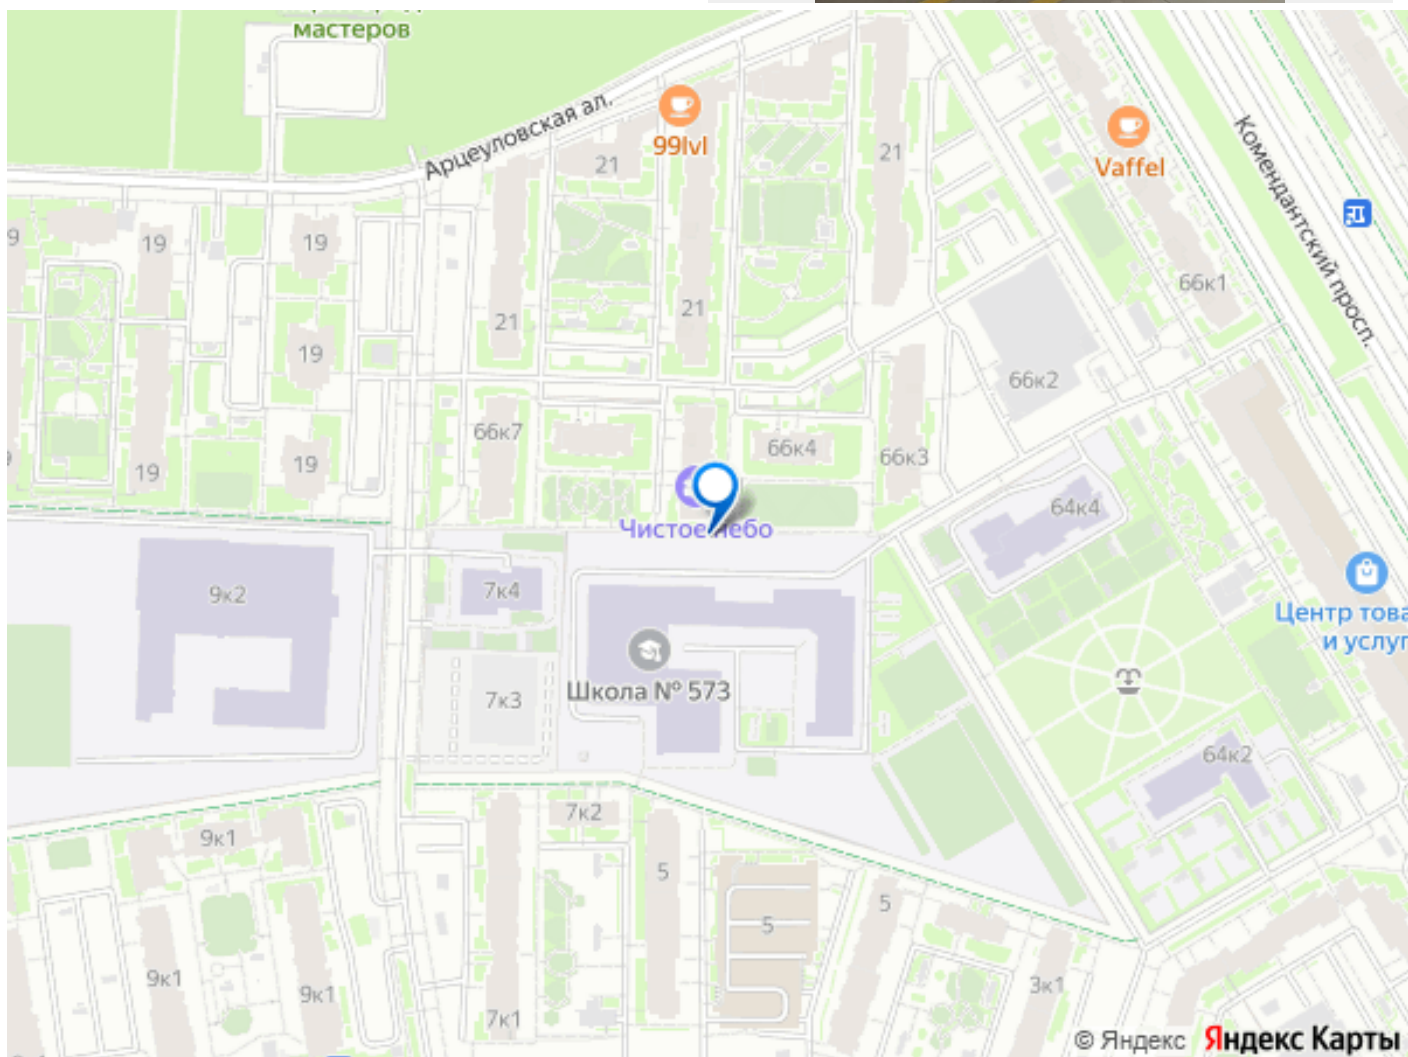 мастеров
Арцеуловская ал.
99lvl
21
21
Vaffel
Комендантский просп.
9
19
19
66к1
21
21
19
66к2
66к7
66к4
66к3
19
19
64к4
Чистое небо
9к2
7к4
Центр това
и услуг
Школа № 573
7к3
64к2
7к2
9к1
5
5
5
9к1
9к1
3к1
7к1
© Яндекс Яндекс Карты